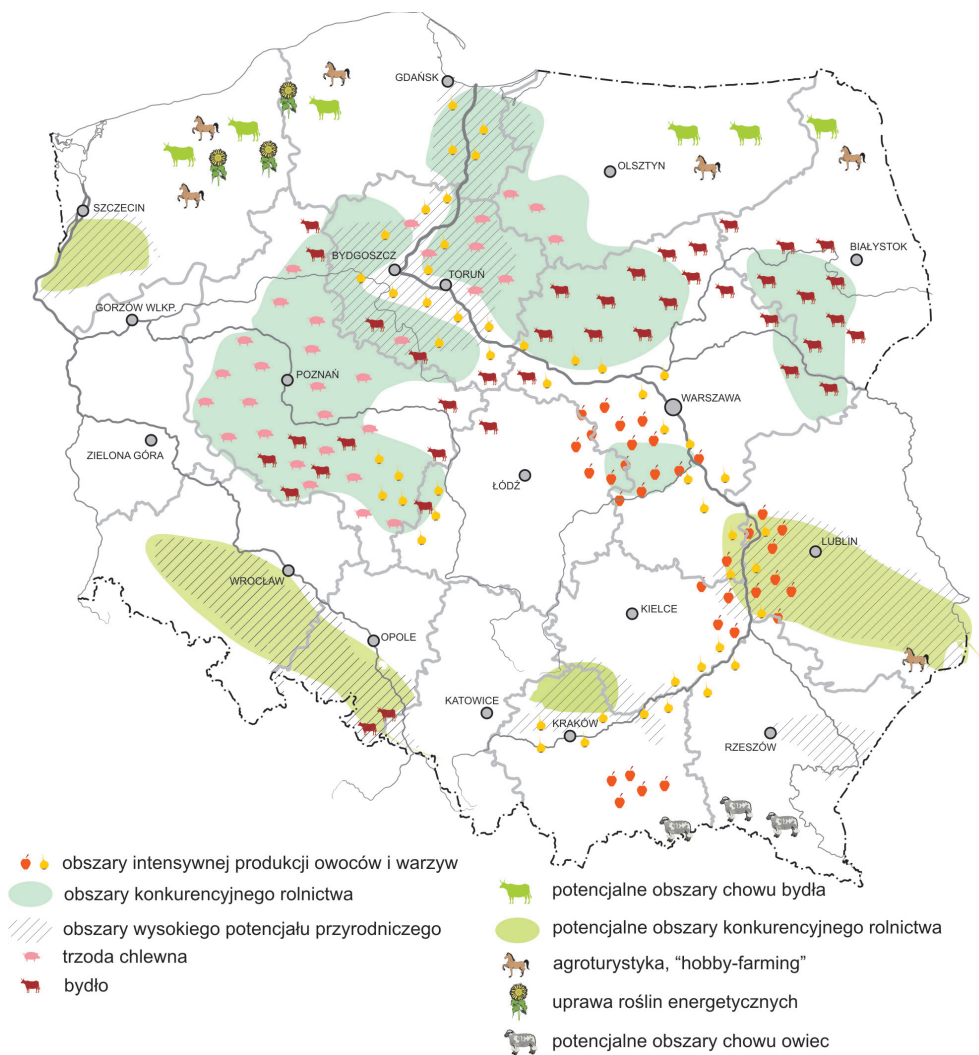 GDAŃSK
OLSZTYN
SZCZECIN
BIAŁYSTOK
BYDGOSZCZ
TORUŃ
GORZÓW WLKP.
POZNAŃ
WARSZAWA
ZIELONA GÓRA
ŁÓDŹ
LUBLIN
WROCŁAW
KIELCE
OPOLE
KATOWICE
KRAKÓW
RZESZÓW
obszary intensywnej produkcji owoców i warzyw
obszary konkurencyjnego rolnictwa
obszary wysokiego potencjału przyrodniczego
trzoda chlewna
bydło
potencjalne obszary chowu bydła
potencjalne obszary konkurencyjnego rolnictwa
agroturystyka, “hobby-farming”
uprawa roślin energetycznych
potencjalne obszary chowu owiec